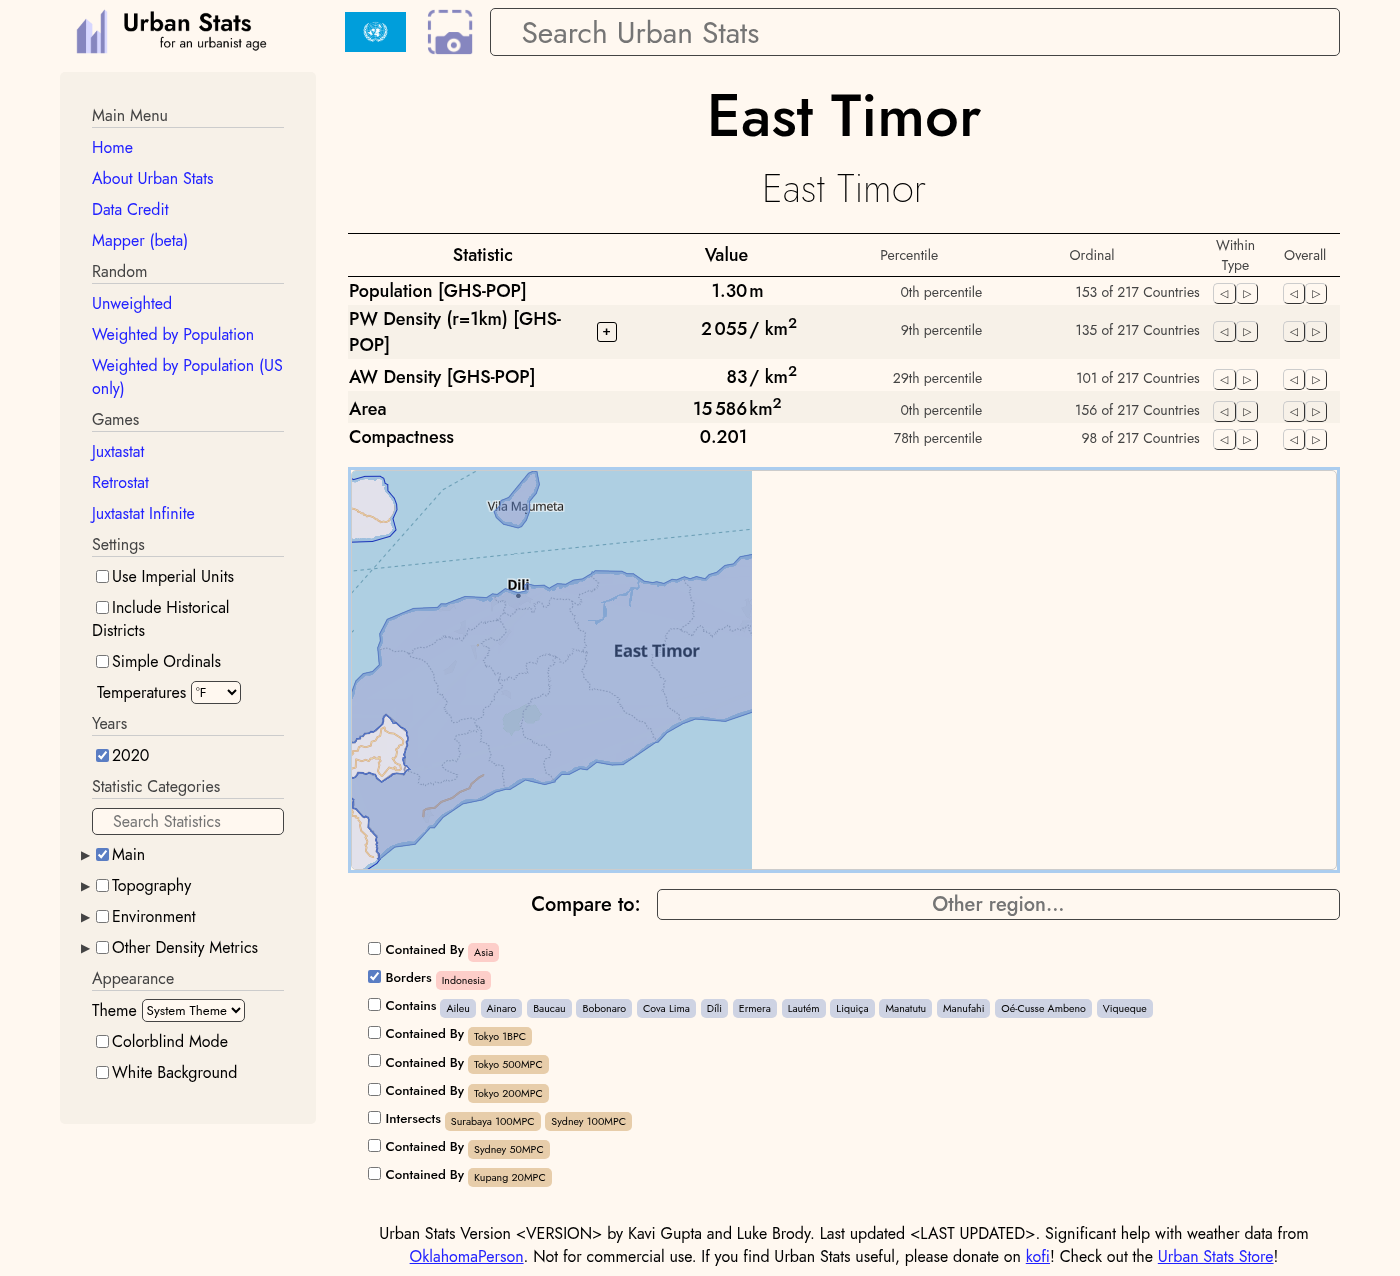 Urban Stats
for an urbanist age
Search Urban Stats
Main Menu
Home
About Urban Stats
Data Credit
Mapper (beta)
Random
Unweighted
Weighted by Population
Weighted by Population (US
only)
Games
Juxtastat
Retrostat
Juxtastat Infinite
Settings
Use Imperial Units
Include Historical
Districts
Simple Ordinals
Temperatures °F
Years
2020
Statistic Categories
Search Statistics
Main
Topography
Environment
Other Density Metrics
Appearance
Theme System Theme
Colorblind Mode
White Background
East Timor
East Timor
Statistic Value Percentile Ordinal Within Type Overall
Population [GHS-POP] 1.30 m 0th percentile 153 of 217 Countries
PW Density (r=1km) [GHS-
POP] + 2 055 / km² 9th percentile 135 of 217 Countries
AW Density [GHS-POP] 83 / km² 29th percentile 101 of 217 Countries
Area 15 586 km² 0th percentile 156 of 217 Countries
Compactness 0.201 78th percentile 98 of 217 Countries
Vila Maumeta
Dili
East Timor
Compare to: Other region...
Contained By Asia
Borders Indonesia
Contains Aileu Ainaro Baucau Bobonaro Cova Lima Díli Ermera Lautém Liquiça Manatutu Manufahi Oé-Cusse Ambeno Viqueque
Contained By Tokyo 1BPC
Contained By Tokyo 500MPC
Contained By Tokyo 200MPC
Intersects Surabaya 100MPC Sydney 100MPC
Contained By Sydney 50MPC
Contained By Kupang 20MPC
Urban Stats Version <VERSION> by Kavi Gupta and Luke Brody. Last updated <LAST UPDATED>. Significant help with weather data from
OklahomaPerson. Not for commercial use. If you find Urban Stats useful, please donate on kofi! Check out the Urban Stats Store!